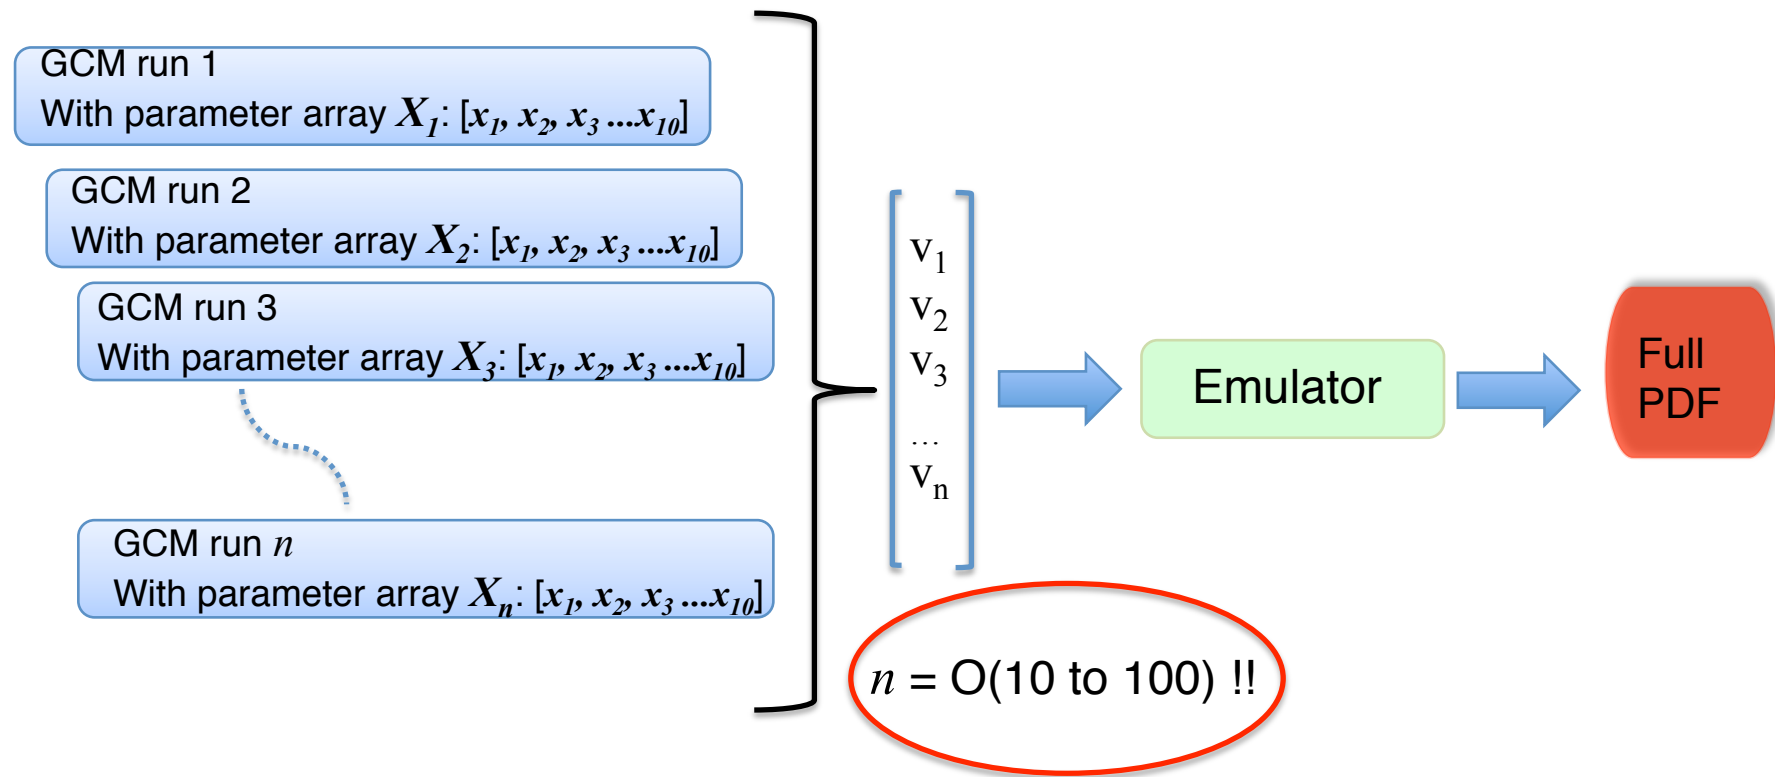 GCM run 1
With parameter array X1: [x1, x2, x3 ...x10]
GCM run 2
With parameter array X2: [x1, x2, x3 ...x10]
GCM run 3
With parameter array X3: [x1, x2, x3 ...x10]
GCM run n
With parameter array Xn: [x1, x2, x3 ...x10]
v1
v2
v3
...
vn
Emulator
Full
PDF
n = O(10 to 100) !!